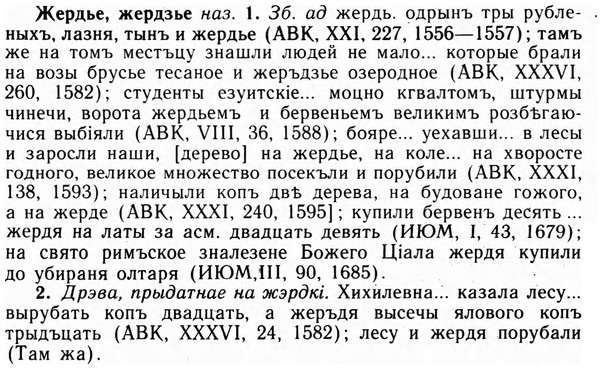 Жердье, жердзье наз. 1. Зб. ад жердь. одрынъ тры рубле-
ныхъ, лазня, тынъ и жердье (АВК, XXI, 227, 1556—1557); тамъ
же на томъ местъцу знашли людей не мало... которые брали
на возы брусье тесаное и жеръдзье озеродное (АВК, XXXVI,
260, 1582); студенты езуитскіе... моцно кгвалтомъ, штурмы
чинечи, ворота жердьемъ и бервеньемъ великимъ розбѣгаю-
чися выбіяли (АВК, VIII, 36, 1588); бояре... уехавши... в лесы
и заросли наши, [дерево] на жердье, на коле... на хворосте
годного, великое множество посекъли и порубили (АВК, XXXI,
138, 1593); наличыли копъ двѣ дерева, на будоване гожого,
а на жерде (АВК, XXXI, 240, 1595]; купили бервенъ десять ...
жердя на латы за асм. двадцать девять (ИЮМ, I, 43, 1679);
на свято римъское зналезене Божего Ціала жердя купили
до убираня олтаря (ИЮМ,III, 90, 1685).
2. Дрэва, прыдатнае на жэрдкі. Хихилевна... казала лесу...
вырубать копъ двадцать, а жеръдя высечы ялового копъ
трыдъцать (АВК, XXXVI, 24, 1582); лесу и жердя порубали
(Там жа).